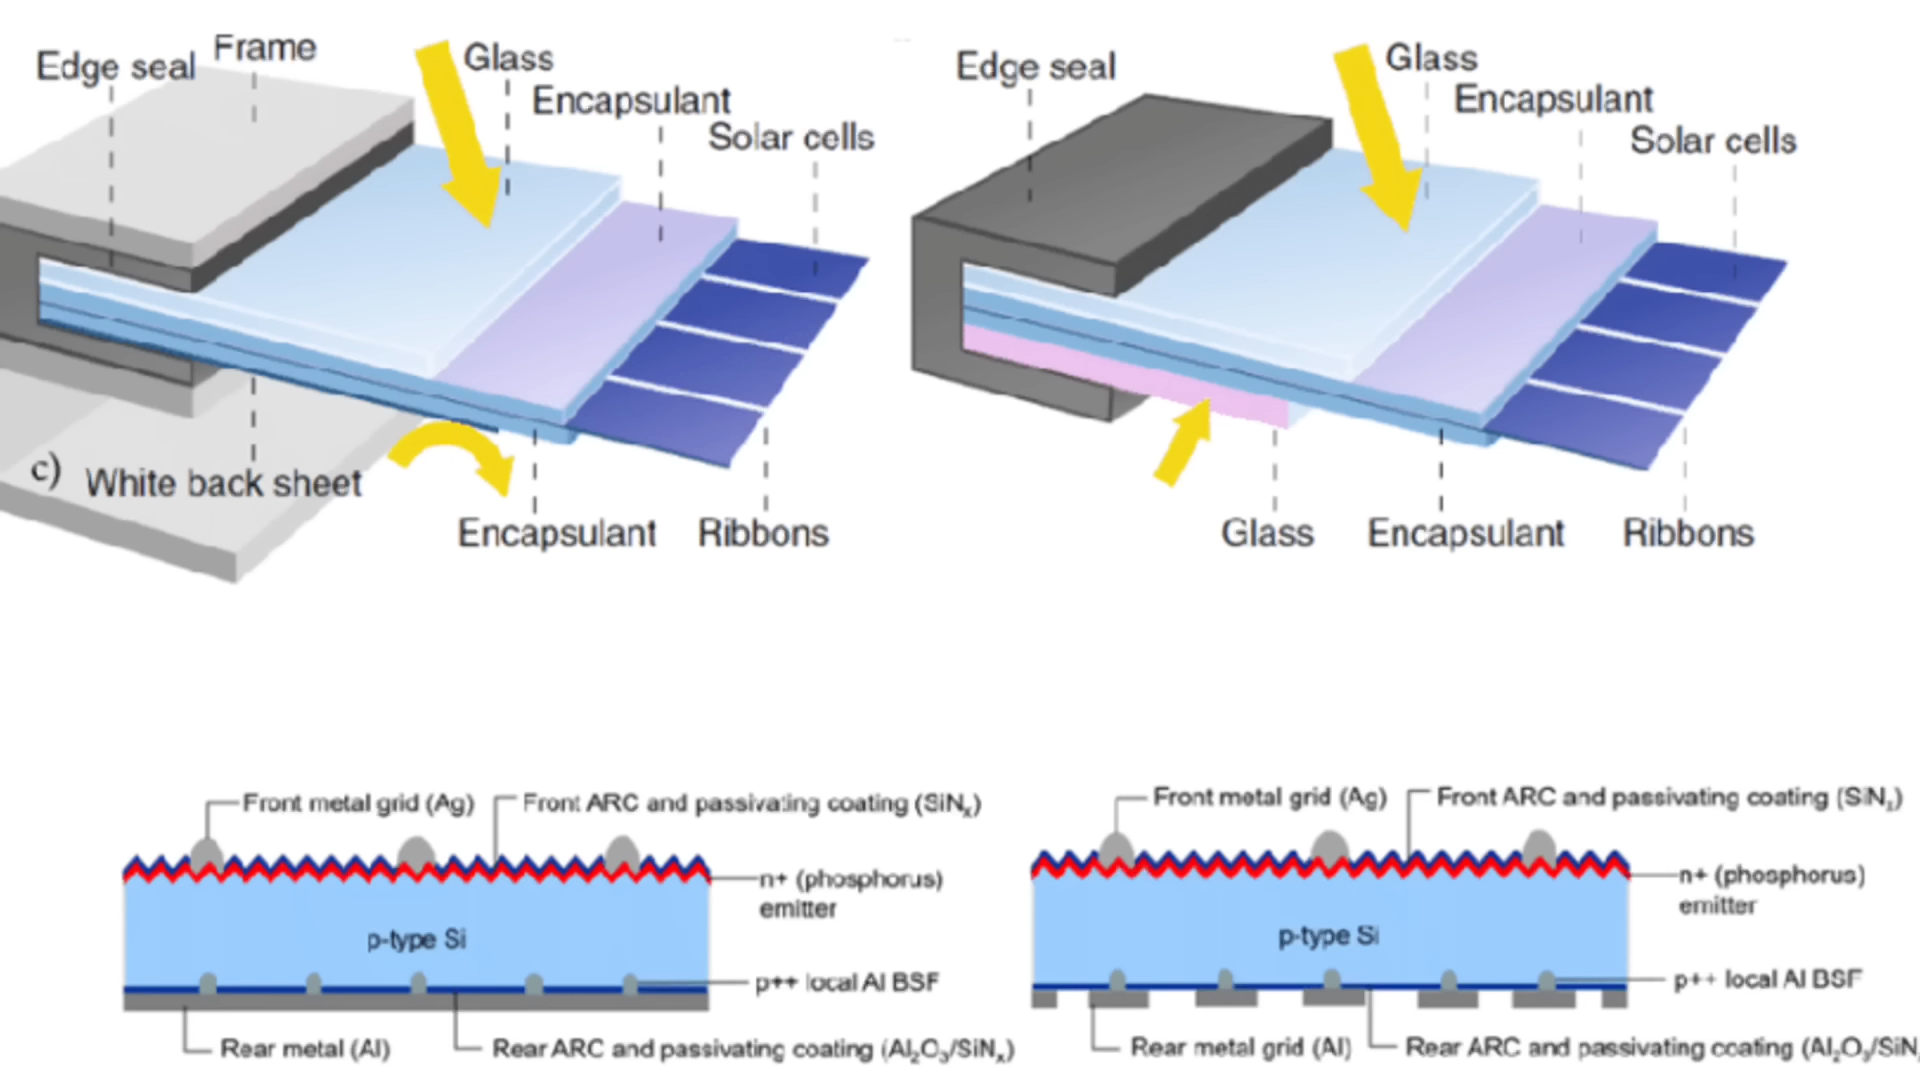 Edge seal
Frame
Glass
Encapsulant
Solar cells
c)
White back sheet
Encapsulant
Ribbons
Edge seal
Glass
Encapsulant
Solar cells
Glass
Encapsulant
Ribbons
Front metal grid (Ag)
Front ARC and passivating coating (SiNₓ)
n+ (phosphorus)
emitter
p-type Si
p++ local Al BSF
Rear metal (Al)
Rear ARC and passivating coating (Al₂O₃/SiNₓ)
Front metal grid (Ag)
Front ARC and passivating coating (SiNₓ)
n+ (phosphorus)
emitter
p-type Si
p++ local Al BSF
Rear metal grid (Al)
Rear ARC and passivating coating (Al₂O₃/SiN